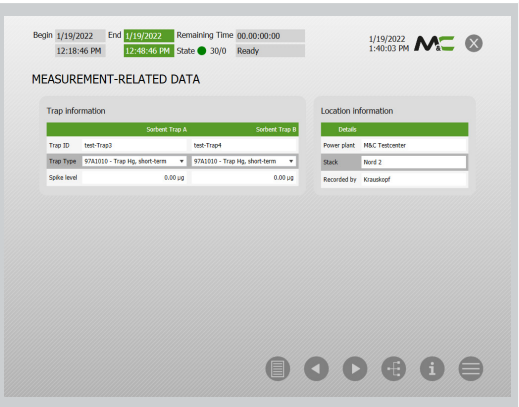 Begin 1/19/2022 End 1/19/2022 Remaining Time 00.00:00:00
12:18:46 PM 12:48:46 PM State 30/0 Ready
1/19/2022
1:40:03 PM M&C X
MEASUREMENT-RELATED DATA
Trap information
Sorbent Trap A Sorbent Trap B
Trap ID test-Trap3 test-Trap4
Trap Type 97A1010 - Trap Hg, short-term 97A1010 - Trap Hg, short-term
Spike level 0.00 µg 0.00 µg
Location information
Details
Power plant M&C Testcenter
Stack Nord 2
Recorded by Krauskopf